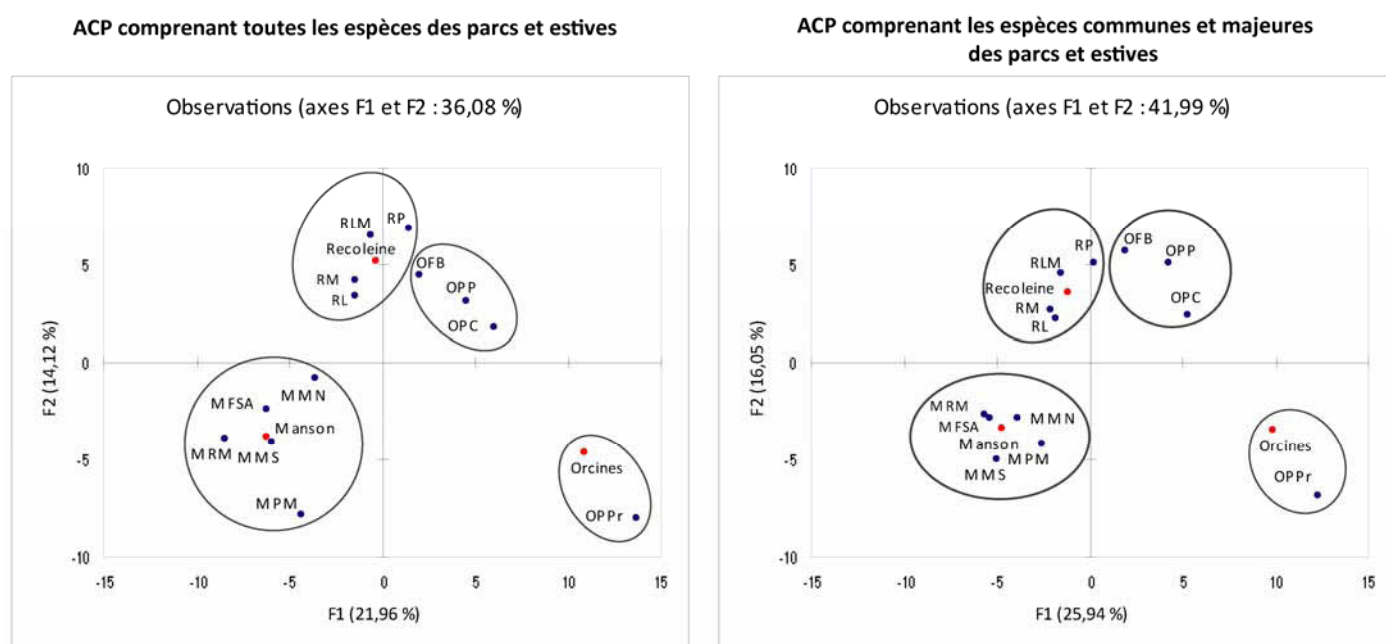 ACP comprenant toutes les espèces des parcs et estives
Observations (axes F1 et F2 : 36,08 %)
10
5
0
-5
-10
-15
-10
-5
0
5
10
15
F2 (14,12 %)
F1 (21,96 %)
RLM
RP
Recoleine
RM
RL
OFB
OPP
OPC
MMN
MFSA
Manson
MRM
MMS
MPM
Orcines
OPPr
ACP comprenant les espèces communes et majeures
des parcs et estives
Observations (axes F1 et F2 : 41,99 %)
10
5
0
-5
-10
-15
-10
-5
0
5
10
15
F2 (16,05 %)
F1 (25,94 %)
RP
RLM
Recoleine
RM
RL
OFB
OPP
OPC
MRM
MMN
MFSA
Manson
MPM
MMS
Orcines
OPPr